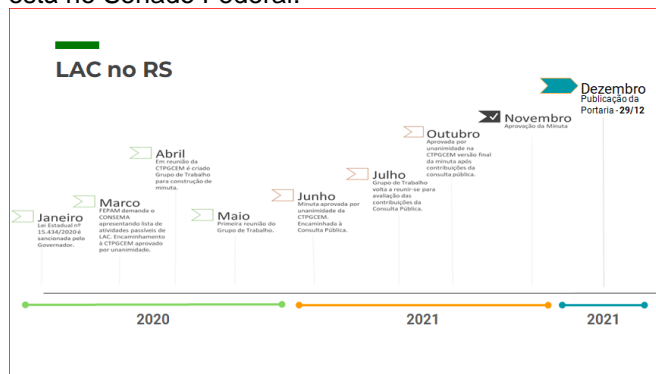 está no Senado Federal.
LAC no RS
Janeiro
Lei Estadual nº
15.434/2020 é
sancionada pelo
Governador.
Marco
FEPAM demanda o
CONSEMA
apresentando lista de
atividades passíveis de
LAC. Encaminhamento
à CTPGCEM aprovado
por unanimidade.
Abril
Em reunião da
CTPGCEM é criado
Grupo de Trabalho
para construção de
minuta.
Maio
Primeira reunião do
Grupo de Trabalho.
Junho
Minuta aprovada por
unanimidade da
CTPGCEM.
Encaminhada à
Consulta Pública.
Julho
Grupo de Trabalho
volta a reunir-se para
avaliação das
contribuições da
Consulta Pública.
Outubro
Aprovada por
unanimidade na
CTPGCEM versão final
da minuta após
contribuições da
consulta pública.
Novembro
Aprovação da Minuta
Dezembro
Publicação da
Portaria - 29/12
2020
2021
2021